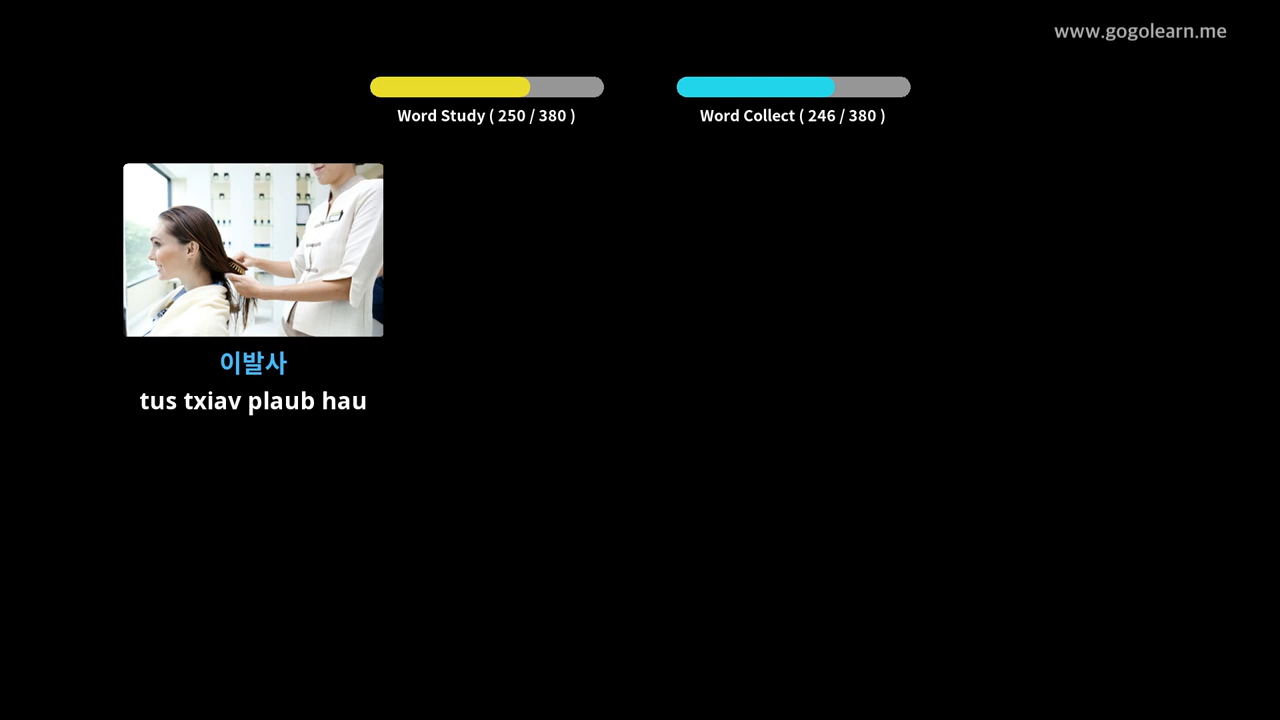 www.gogolearn.me
Word Study ( 250 / 380 )
Word Collect ( 246 / 380 )
이발사
tus txiav plaub hau